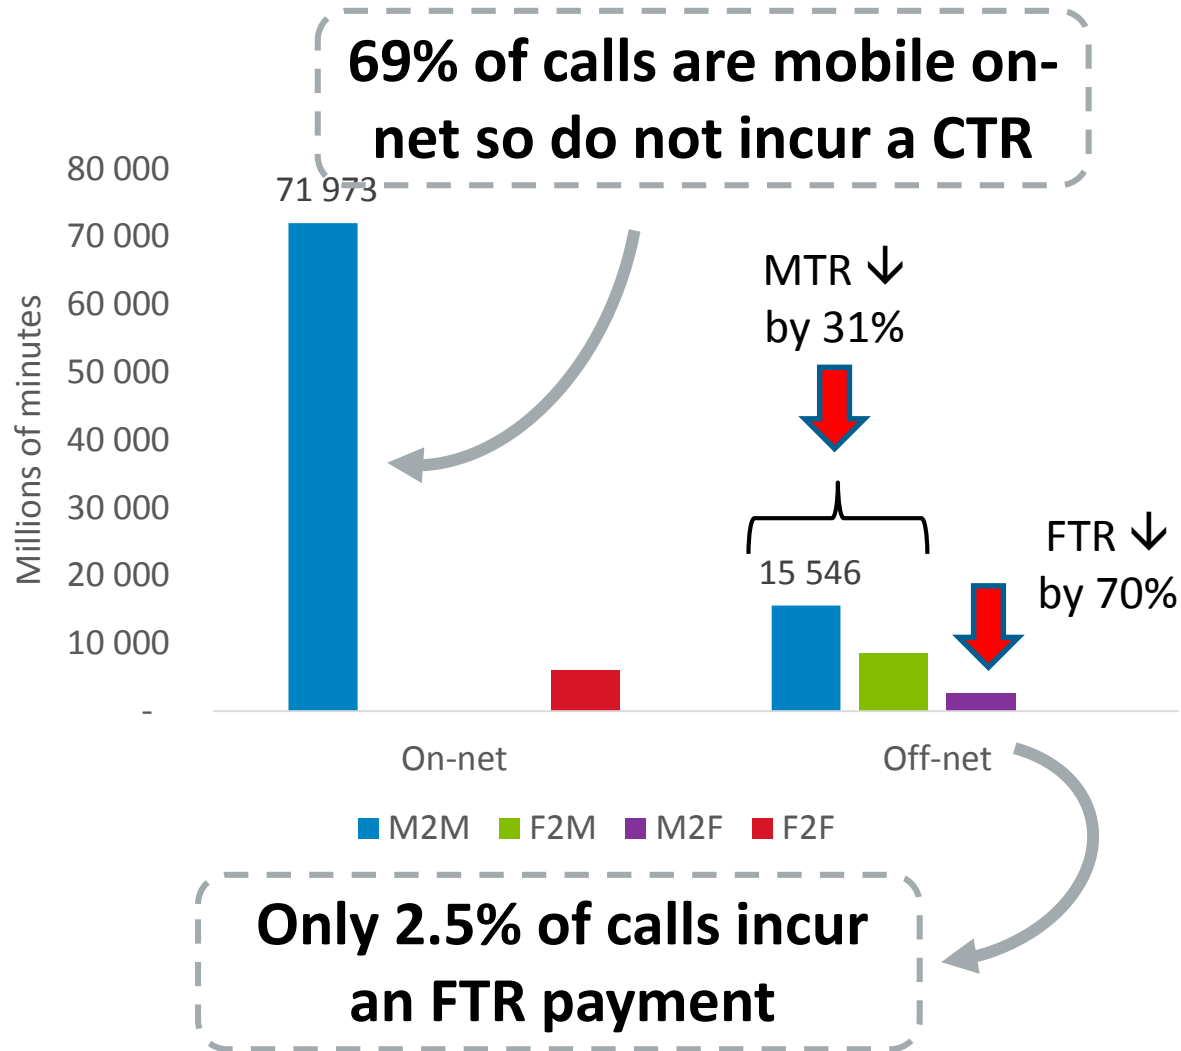 69% of calls are mobile on-
net so do not incur a CTR
80 000
70 000
60 000
50 000
40 000
30 000
20 000
10 000
-
Millions of minutes
71 973
MTR ↓
by 31%
15 546
FTR ↓
by 70%
On-net
Off-net
M2M
F2M
M2F
F2F
Only 2.5% of calls incur
an FTR payment